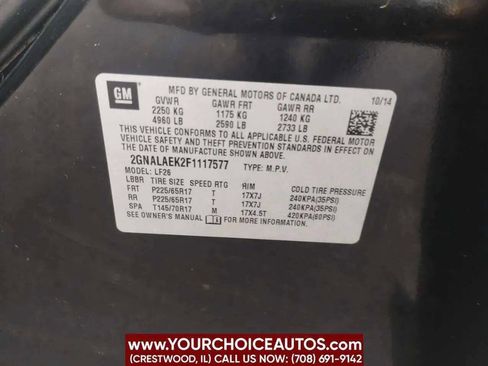 GM
MFD BY GENERAL MOTORS OF CANADA LTD. 10/14
GVWR GAWR FRT GAWR RR
2250 KG 1175 KG 1240 KG
4960 LB 2590 LB 2733 LB
THIS VEHICLE CONFORMS TO ALL APPLICABLE U.S. FEDERAL MOTOR
VEHICLE SAFETY AND THEFT PREVENTION STANDARDS IN EFFECT ON
THE DATE OF MANUFACTURE SHOWN ABOVE.
2GNALAEK2F1117577 TYPE: M.P.V.
MODEL: LF26
LBBR TIRE SIZE SPEED RTG RIM COLD TIRE PRESSURE
FRT P225/65R17 T 17X7J 240KPA(35PSI)
RR P225/65R17 T 17X7J 240KPA(35PSI)
SPA T145/70R17 M 17X4.5T 420KPA(60PSI)
SEE OWNER'S MANUAL FOR MORE INFORMATION.
WWW.YOURCHOICEAUTOS.COM
(CRESTWOOD, IL) CALL US TODAY: (708) 691-9142